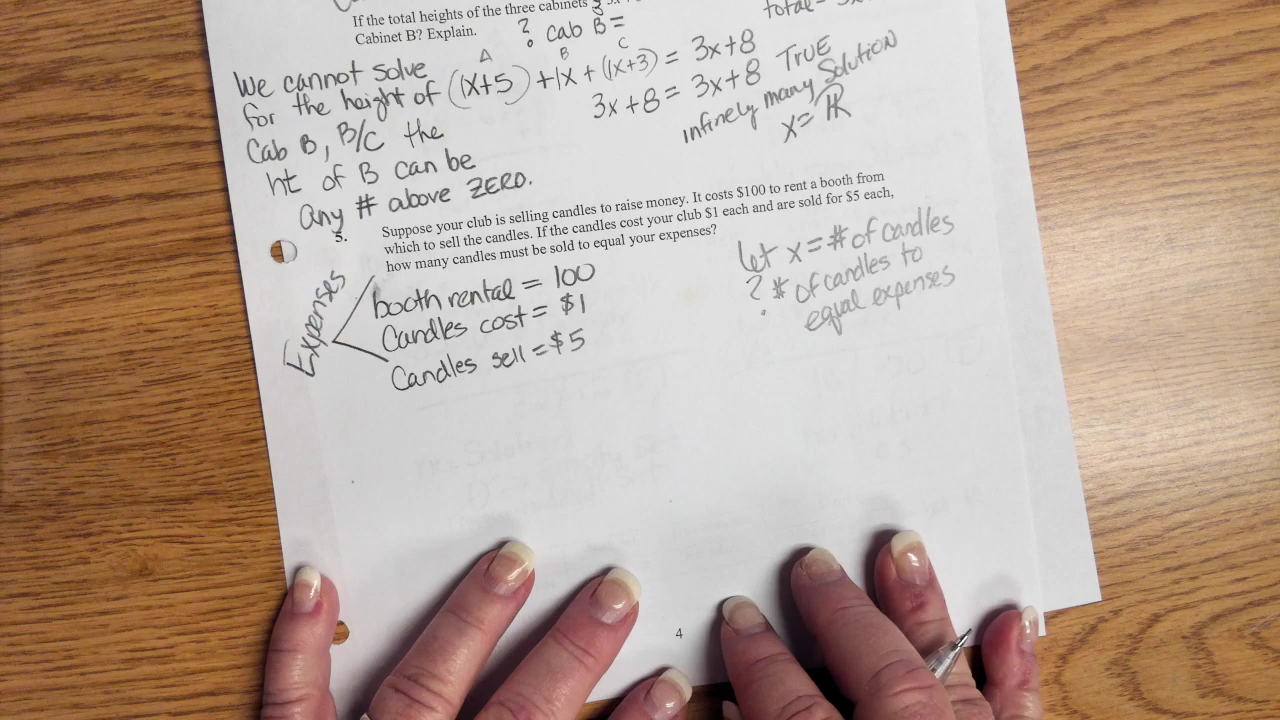 If the total heights of the three cabinets
Cabinet B? Explain.
? cab B =
total =
We cannot solve
for the height of
Cab B, B/C the
ht of B can be
any # above ZERO.
A B C
(1x+5) + 1x + (1x+3) = 3x+8
3x+8 = 3x+8 TRUE
infinely many Solution
x = ℝ
5. Suppose your club is selling candles to raise money. It costs $100 to rent a booth from
which to sell the candles. If the candles cost your club $1 each and are sold for $5 each,
how many candles must be sold to equal your expenses?
Expenses
booth rental = 100
Candles cost = $1
Candles sell = $5
let x = # of candles
? # of candles to
equal expenses
4